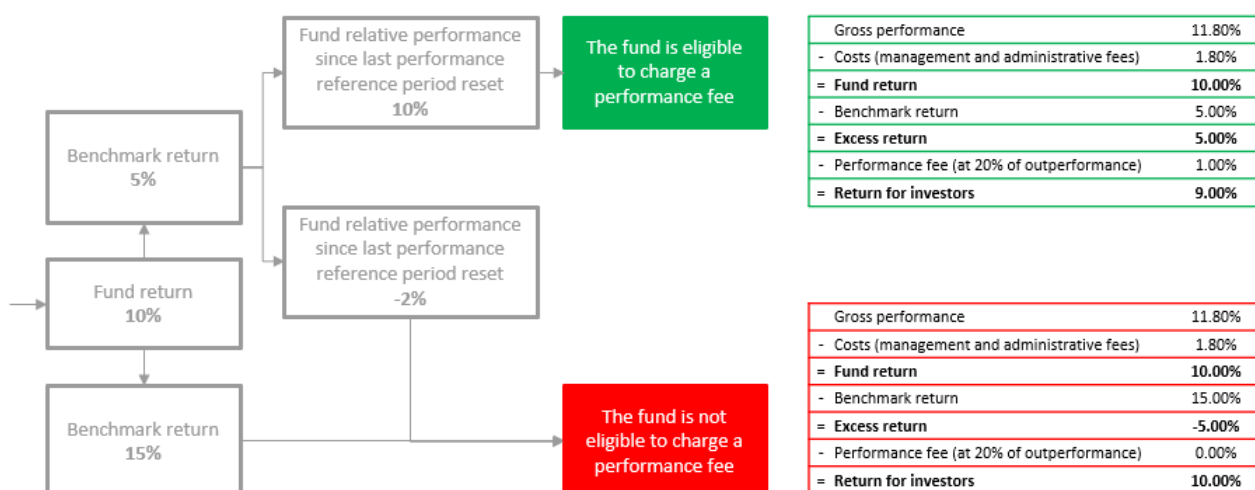 Fund return
10%
Benchmark return
5%
Benchmark return
15%
Fund relative performance
since last performance
reference period reset
10%
Fund relative performance
since last performance
reference period reset
-2%
The fund is eligible
to charge a
performance fee
The fund is not
eligible to charge a
performance fee
Gross performance 11.80%
- Costs (management and administrative fees) 1.80%
= Fund return 10.00%
- Benchmark return 5.00%
= Excess return 5.00%
- Performance fee (at 20% of outperformance) 1.00%
= Return for investors 9.00%
Gross performance 11.80%
- Costs (management and administrative fees) 1.80%
= Fund return 10.00%
- Benchmark return 15.00%
= Excess return -5.00%
- Performance fee (at 20% of outperformance) 0.00%
= Return for investors 10.00%